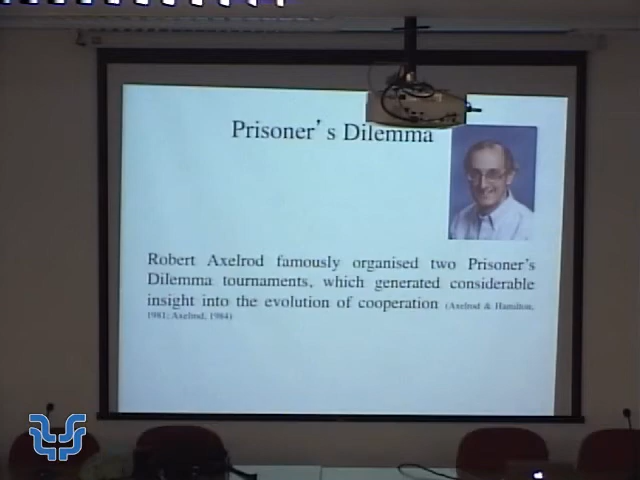 Prisoner's Dilemma
Robert Axelrod famously organised two Prisoner's
Dilemma tournaments, which generated considerable
insight into the evolution of cooperation (Axelrod & Hamilton,
1981; Axelrod, 1984)